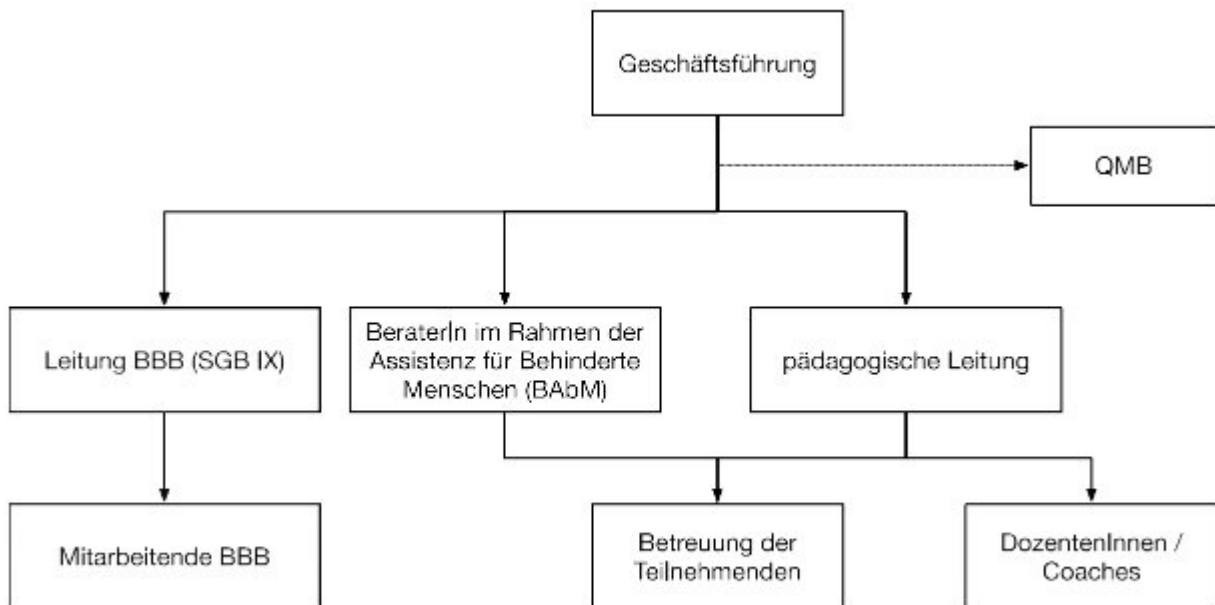 Geschäftsführung
QMB
Leitung BBB (SGB IX)
BeraterIn im Rahmen der
Assistenz für Behinderte
Menschen (BAbM)
pädagogische Leitung
Mitarbeitende BBB
Betreuung der
Teilnehmenden
DozentenInnen /
Coaches